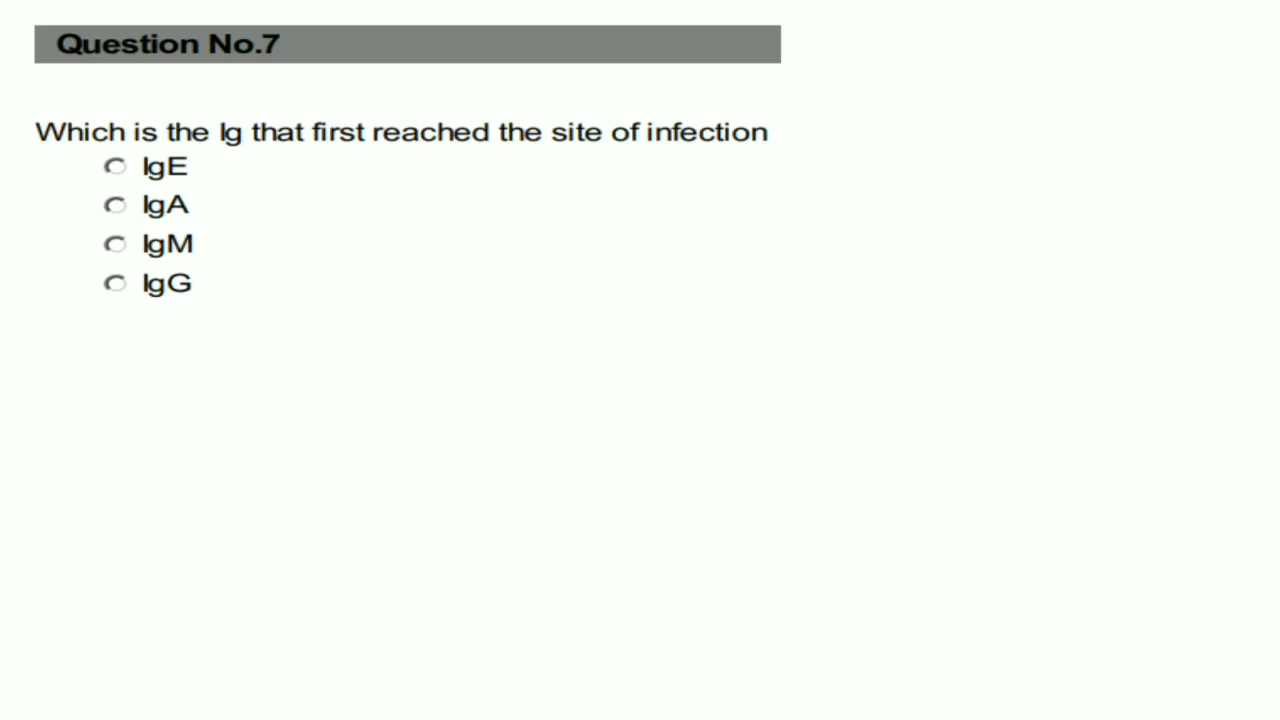 Question No.7
Which is the Ig that first reached the site of infection
IgE
IgA
IgM
IgG